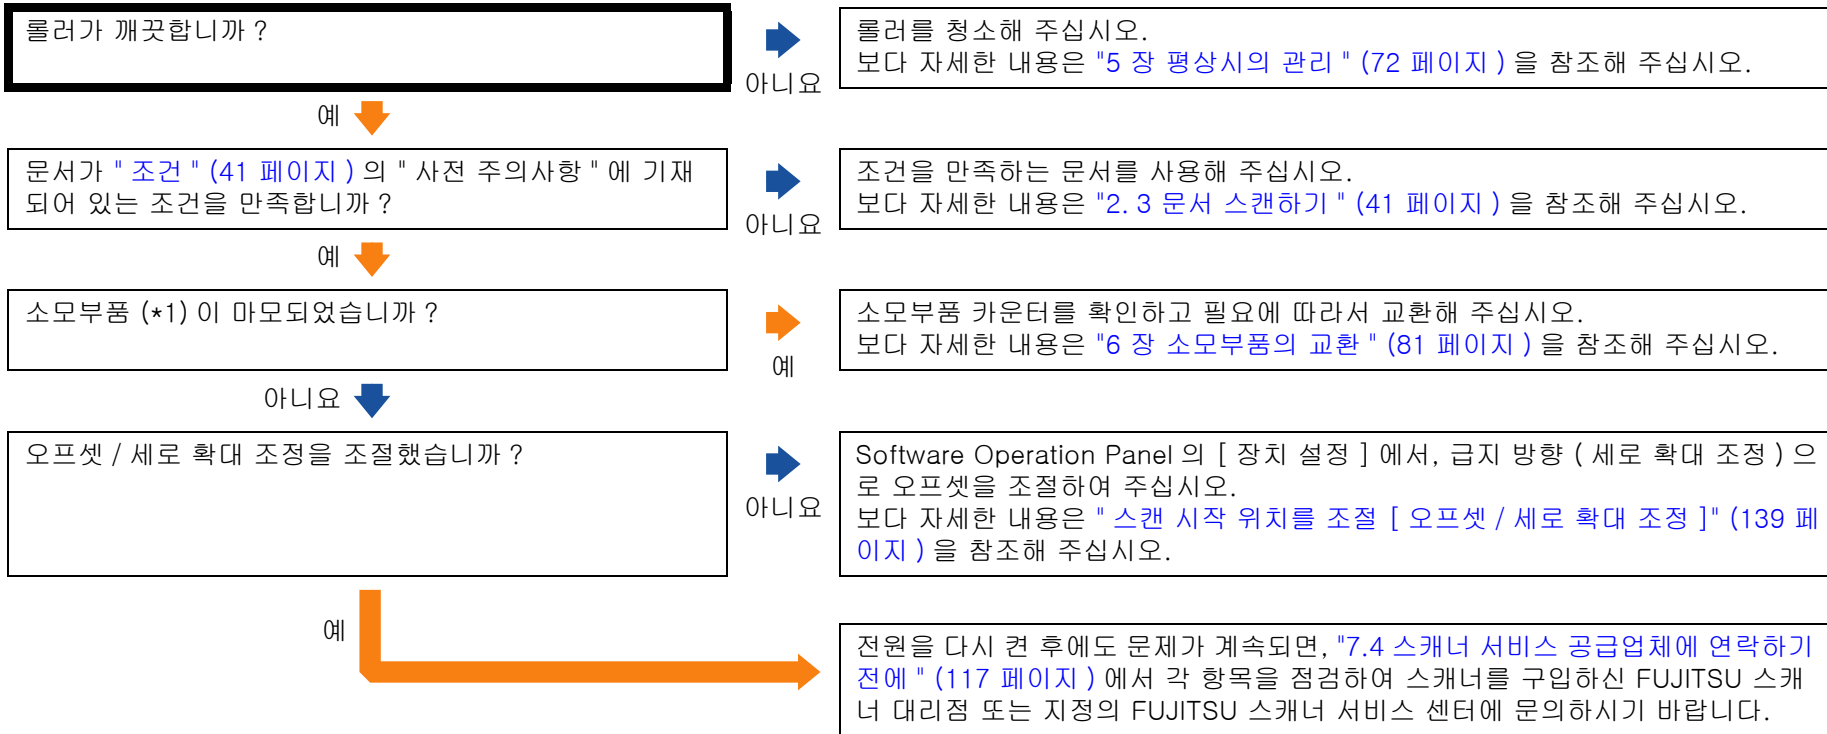 롤러가 깨끗합니까 ?
아니요
롤러를 청소해 주십시오.
보다 자세한 내용은 "5 장 평상시의 관리 " (72 페이지 ) 을 참조해 주십시오.
예
문서가 " 조건 " (41 페이지 ) 의 " 사전 주의사항 " 에 기재
되어 있는 조건을 만족합니까 ?
아니요
조건을 만족하는 문서를 사용해 주십시오.
보다 자세한 내용은 "2. 3 문서 스캔하기 " (41 페이지 ) 을 참조해 주십시오.
예
소모부품 (*1) 이 마모되었습니까 ?
예
소모부품 카운터를 확인하고 필요에 따라서 교환해 주십시오.
보다 자세한 내용은 "6 장 소모부품의 교환 " (81 페이지 ) 을 참조해 주십시오.
아니요
오프셋 / 세로 확대 조정을 조절했습니까 ?
아니요
Software Operation Panel 의 [ 장치 설정 ] 에서, 급지 방향 ( 세로 확대 조정 ) 으
로 오프셋을 조절하여 주십시오.
보다 자세한 내용은 " 스캔 시작 위치를 조절 [ 오프셋 / 세로 확대 조정 ]" (139 페
이지 ) 을 참조해 주십시오.
예
전원을 다시 켠 후에도 문제가 계속되면, "7.4 스캐너 서비스 공급업체에 연락하기
전에 " (117 페이지 ) 에서 각 항목을 점검하여 스캐너를 구입하신 FUJITSU 스캐
너 대리점 또는 지정의 FUJITSU 스캐너 서비스 센터에 문의하시기 바랍니다.